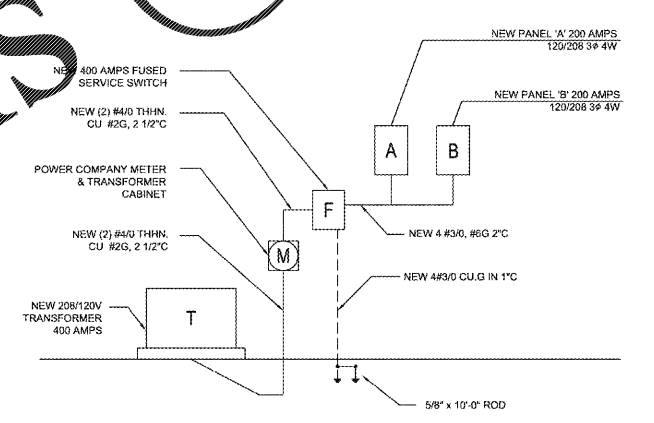 NEW PANEL 'A' 200 AMPS
120/208 3ϕ 4W
NEW 400 AMPS FUSED
SERVICE SWITCH
NEW PANEL 'B' 200 AMPS
120/208 3ϕ 4W
NEW (2) #4/0 THHN.
CU #2G, 2 1/2"C
A
B
POWER COMPANY METER
& TRANSFORMER
CABINET
F
NEW (2) #4/0 THHN.
CU #2G, 2 1/2"C
NEW 4 #3/0, #6G 2"C
M
NEW 4#3/0 CU.G IN 1"C
NEW 208/120V
TRANSFORMER
400 AMPS
T
5/8" x 10'-0" ROD